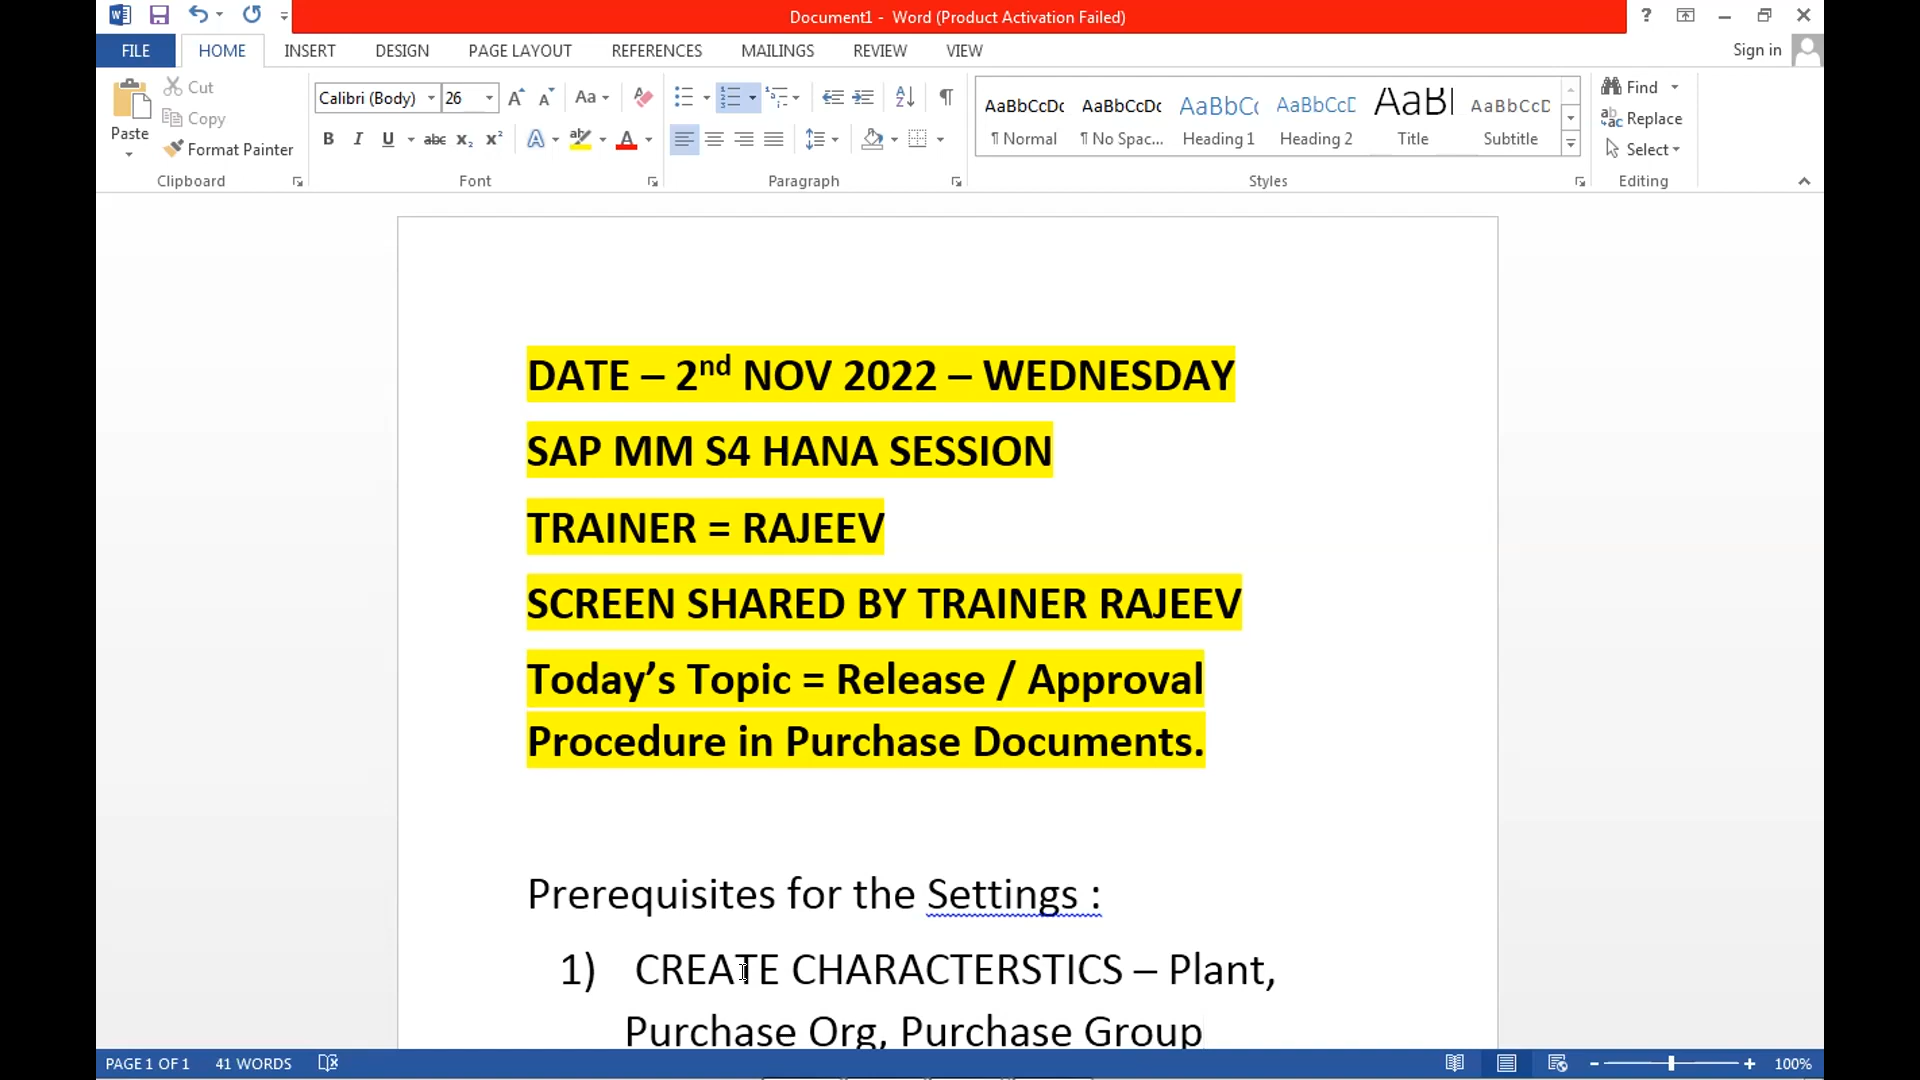 Document1 - Word (Product Activation Failed)
FILE HOME INSERT DESIGN PAGE LAYOUT REFERENCES MAILINGS REVIEW VIEW Sign in
Paste Cut Copy Format Painter Clipboard
Calibri (Body) 26 Font
Paragraph
AaBbCcDc AaBbCcDc AaBbCc AaBbCcD AaBl AaBbCcD
¶ Normal ¶ No Spac... Heading 1 Heading 2 Title Subtitle
Styles
Find Replace Select Editing
DATE – 2nd NOV 2022 – WEDNESDAY
SAP MM S4 HANA SESSION
TRAINER = RAJEEV
SCREEN SHARED BY TRAINER RAJEEV
Today’s Topic = Release / Approval
Procedure in Purchase Documents.
Prerequisites for the Settings :
1) CREATE CHARACTERSTICS – Plant,
Purchase Org, Purchase Group
PAGE 1 OF 1 41 WORDS 100%